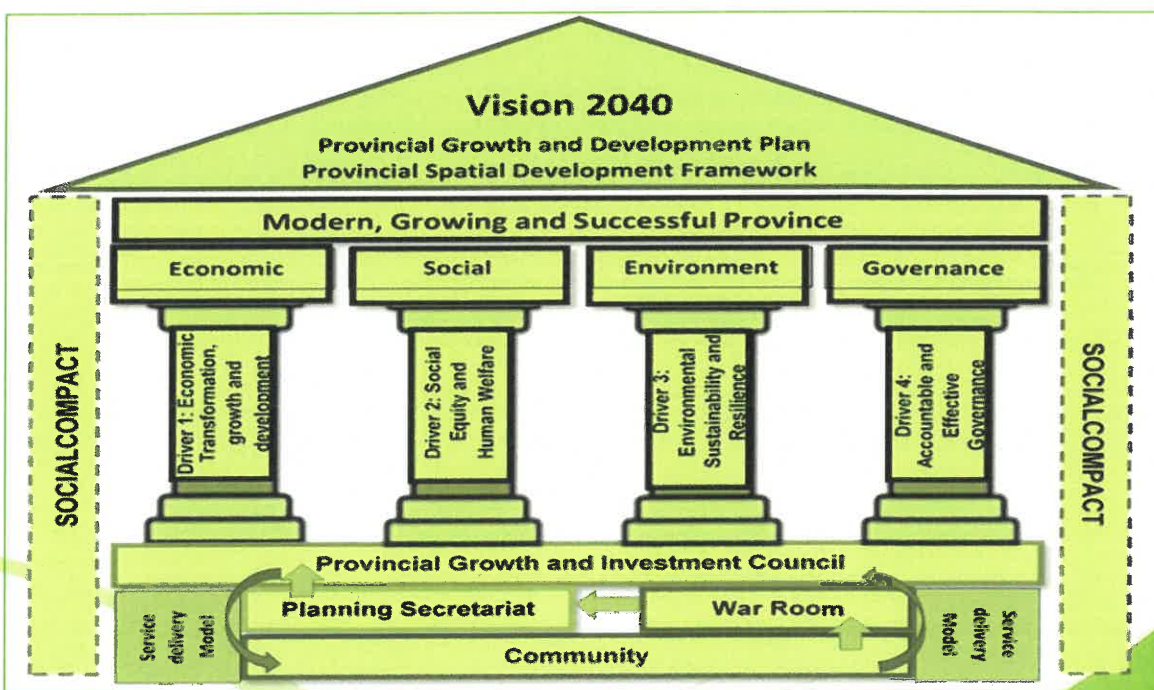 Vision 2040
Provincial Growth and Development Plan
Provincial Spatial Development Framework
Modern, Growing and Successful Province
Economic
Social
Environment
Governance
SOCIALCOMPACT
Driver 1: Economic
Transformation,
growth and
development
Driver 2: Social
Equity and
Human Welfare
Driver 3:
Environmental
Sustainability and
Resilience
Driver 4:
Accountable and
Effective
Governance
SOCIALCOMPACT
Provincial Growth and Investment Council
Service
delivery
Model
Planning Secretariat
War Room
Service
delivery
Model
Community